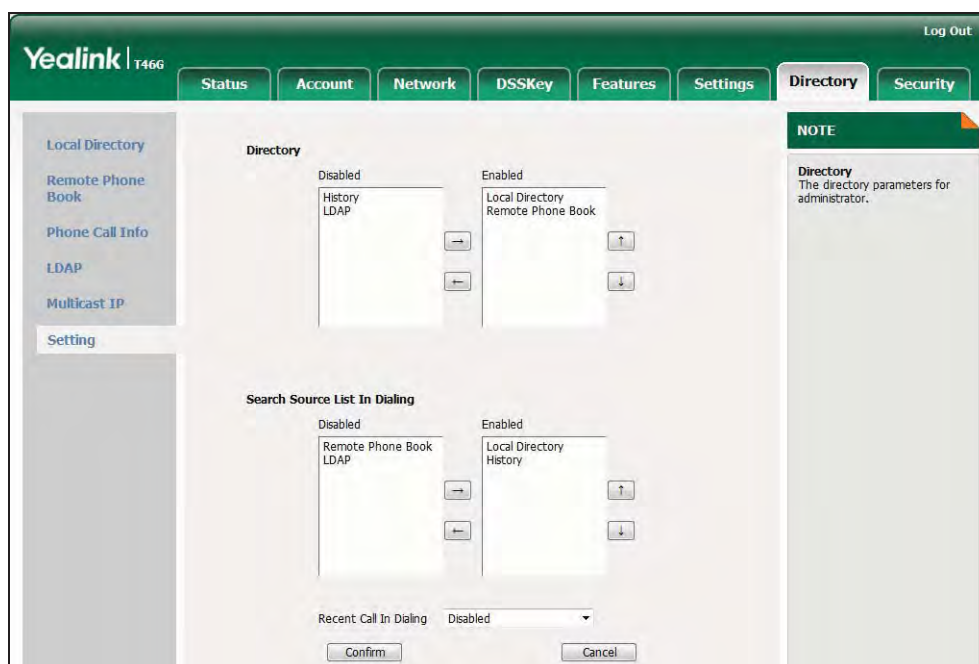 Log Out
Yealink T46G
Status Account Network DSSKey Features Settings Directory Security
Local Directory
Remote Phone
Book
Phone Call Info
LDAP
Multicast IP
Setting
Directory
Disabled Enabled
History
LDAP
Local Directory
Remote Phone Book
→
←
↑
↓
Search Source List In Dialing
Disabled Enabled
Remote Phone Book
LDAP
Local Directory
History
→
←
↑
↓
Recent Call In Dialing Disabled
Confirm Cancel
NOTE
Directory
The directory parameters for
administrator.